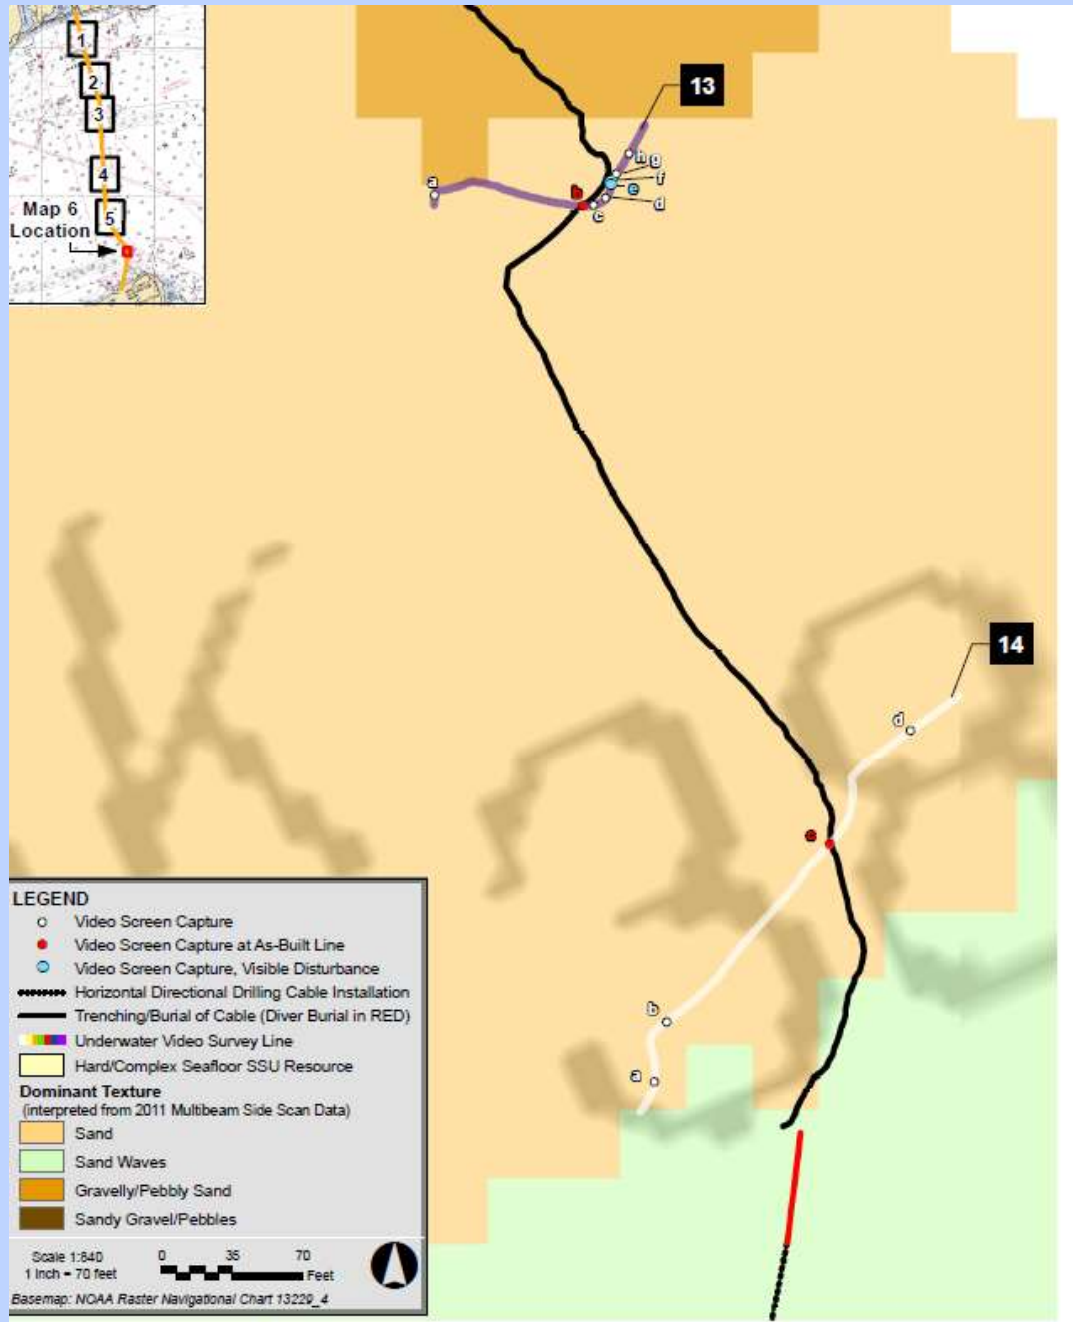 1
2
3
4
5
Map 6
Location
13
a
b
c
d
e
f
g
h
14
d
c
b
a
LEGEND
Video Screen Capture
Video Screen Capture at As-Built Line
Video Screen Capture, Visible Disturbance
Horizontal Directional Drilling Cable Installation
Trenching/Burial of Cable (Diver Burial in RED)
Underwater Video Survey Line
Hard/Complex Seafloor SSU Resource
Dominant Texture
(interpreted from 2011 Multibeam Side Scan Data)
Sand
Sand Waves
Gravelly/Pebbly Sand
Sandy Gravel/Pebbles
Scale 1:840
1 inch = 70 feet
0 35 70
Feet
Basemap: NOAA Raster Navigational Chart 13229_4